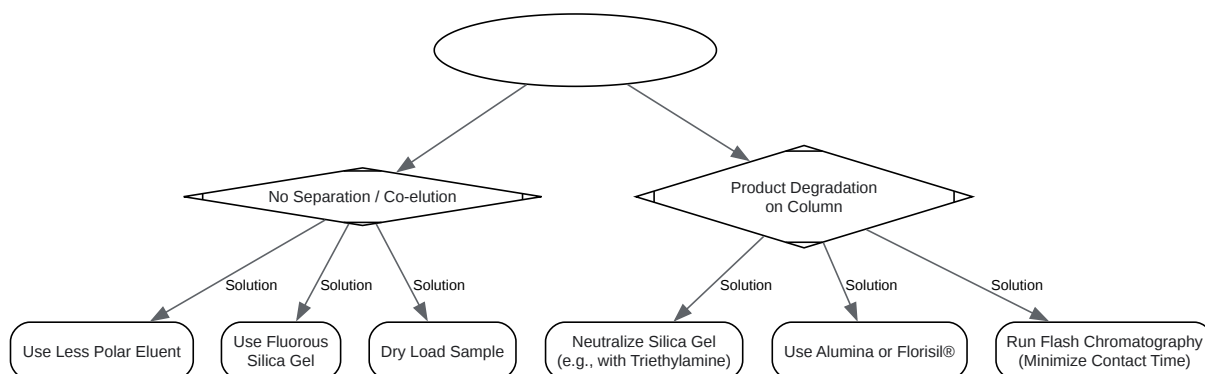 No Separation / Co-elution
Product Degradation
on Column
Solution
Solution
Solution
Solution
Solution
Solution
Use Less Polar Eluent
Use Fluorous
Silica Gel
Dry Load Sample
Neutralize Silica Gel
(e.g., with Triethylamine)
Use Alumina or Florisil®
Run Flash Chromatography
(Minimize Contact Time)